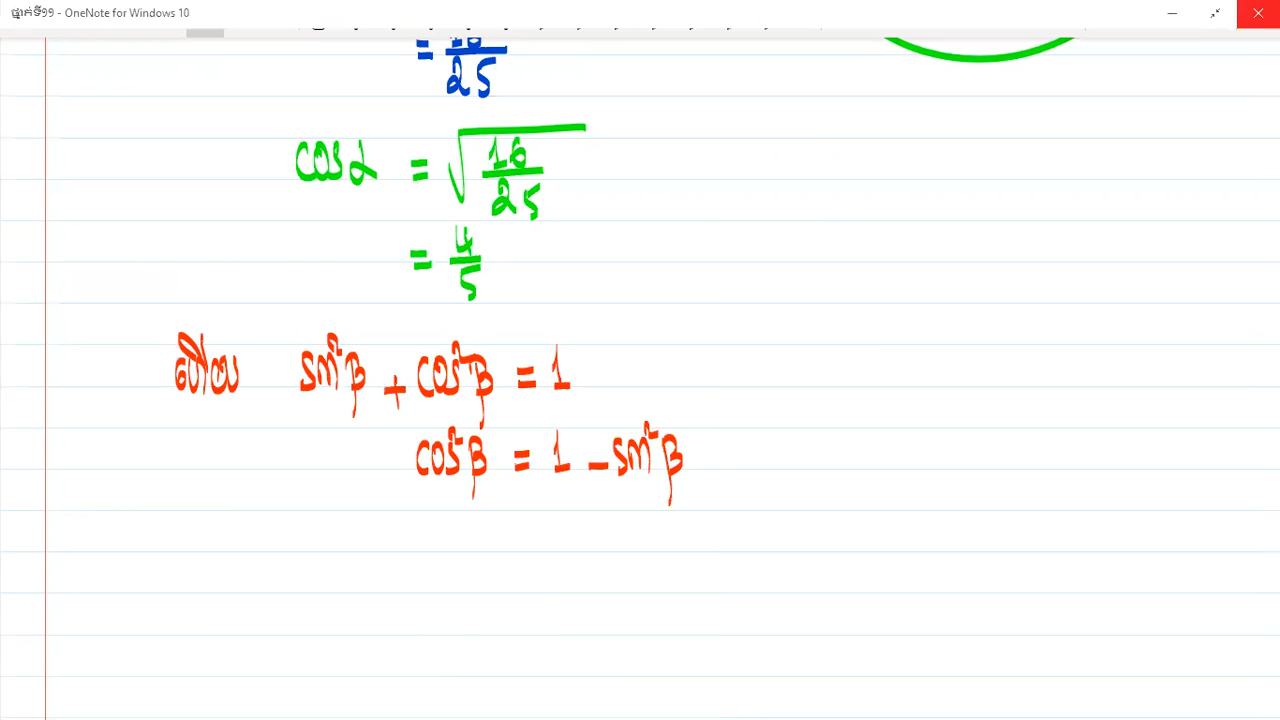 ថ្នាក់ទី99 - OneNote for Windows 10
= 16/25
cos α = √(16/25)
= 4/5
ហើយ sin²β + cos²β = 1
cos²β = 1 - sin²β